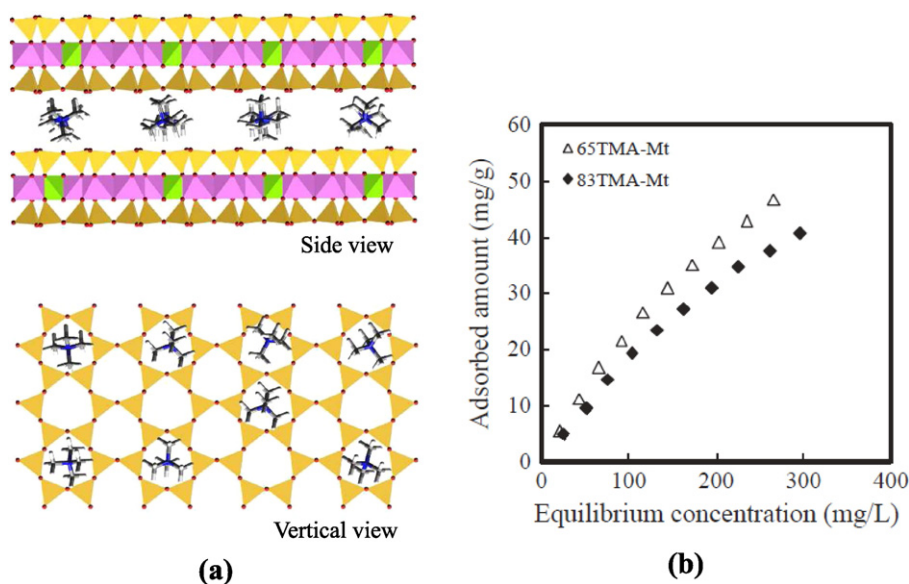 Side view
Vertical view
(a)
60
50
40
30
20
10
0
0
100
200
300
400
65TMA-Mt
83TMA-Mt
Adsorbed amount (mg/g)
Equilibrium concentration (mg/L)
(b)